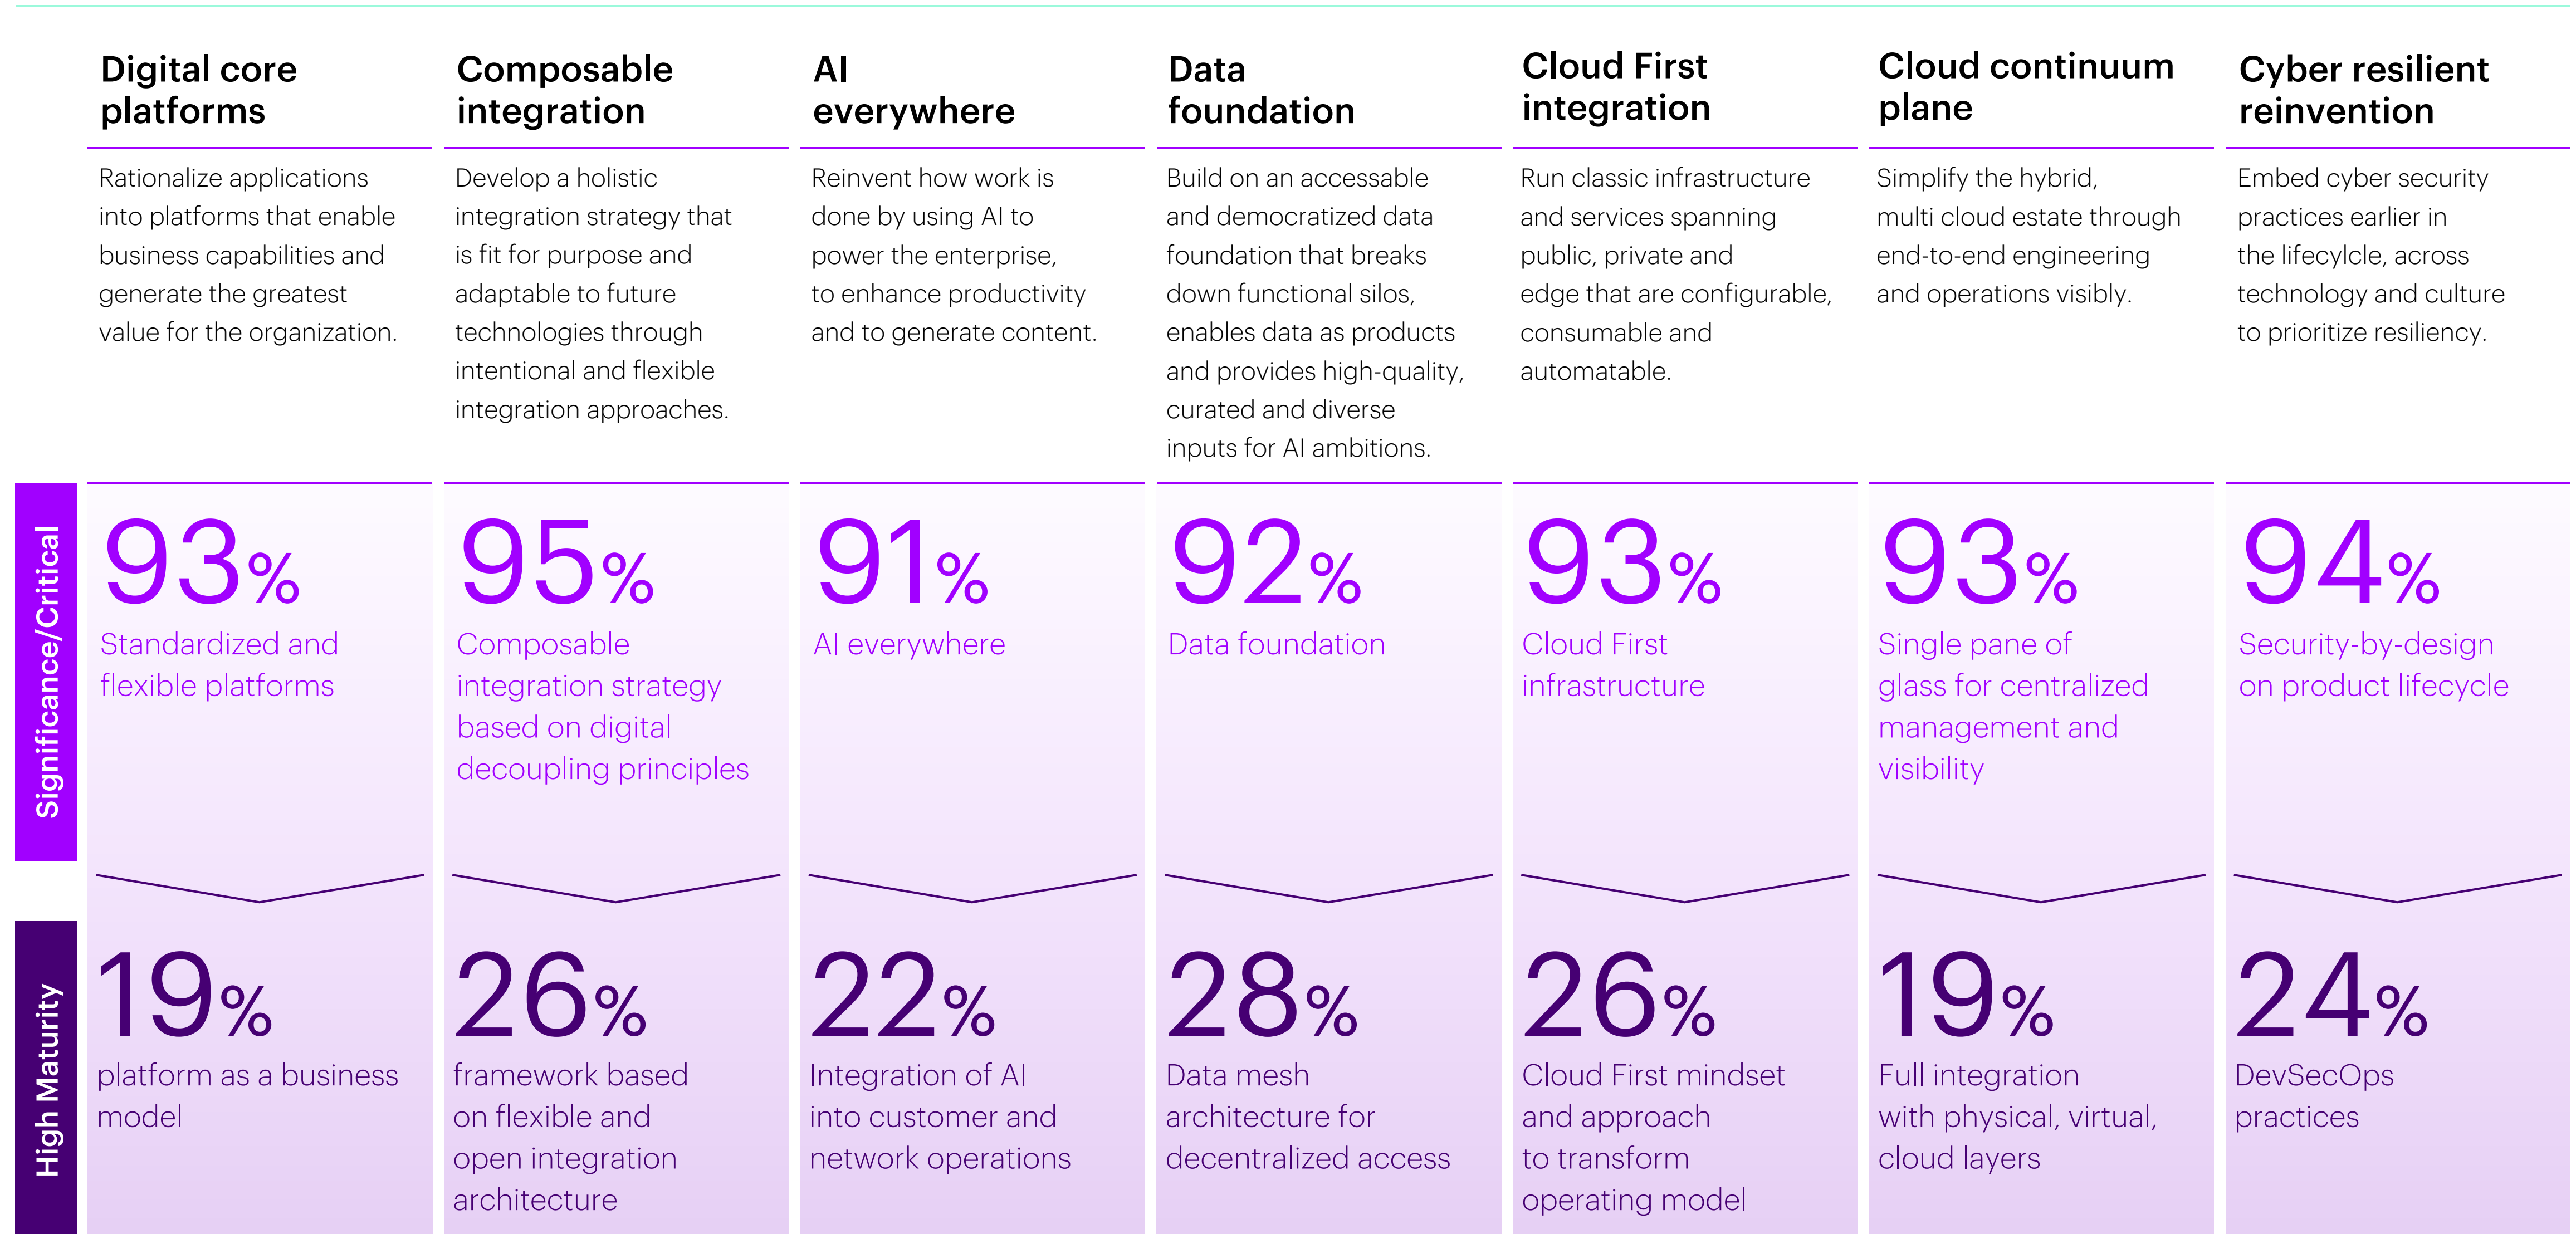 Digital core
platforms
Rationalize applications
into platforms that enable
business capabilities and
generate the greatest
value for the organization.
Composable
integration
Develop a holistic
integration strategy that
is fit for purpose and
adaptable to future
technologies through
intentional and flexible
integration approaches.
AI
everywhere
Reinvent how work is
done by using AI to
power the enterprise,
to enhance productivity
and to generate content.
Data
foundation
Build on an accessable
and democratized data
foundation that breaks
down functional silos,
enables data as products
and provides high-quality,
curated and diverse
inputs for AI ambitions.
Cloud First
integration
Run classic infrastructure
and services spanning
public, private and
edge that are configurable,
consumable and
automatable.
Cloud continuum
plane
Simplify the hybrid,
multi cloud estate through
end-to-end engineering
and operations visibly.
Cyber resilient
reinvention
Embed cyber security
practices earlier in
the lifecylcle, across
technology and culture
to prioritize resiliency.
Significance/Critical
93%
Standardized and
flexible platforms
95%
Composable
integration strategy
based on digital
decoupling principles
91%
AI everywhere
92%
Data foundation
93%
Cloud First
infrastructure
93%
Single pane of
glass for centralized
management and
visibility
94%
Security-by-design
on product lifecycle
High Maturity
19%
platform as a business
model
26%
framework based
on flexible and
open integration
architecture
22%
Integration of AI
into customer and
network operations
28%
Data mesh
architecture for
decentralized access
26%
Cloud First mindset
and approach
to transform
operating model
19%
Full integration
with physical, virtual,
cloud layers
24%
DevSecOps
practices